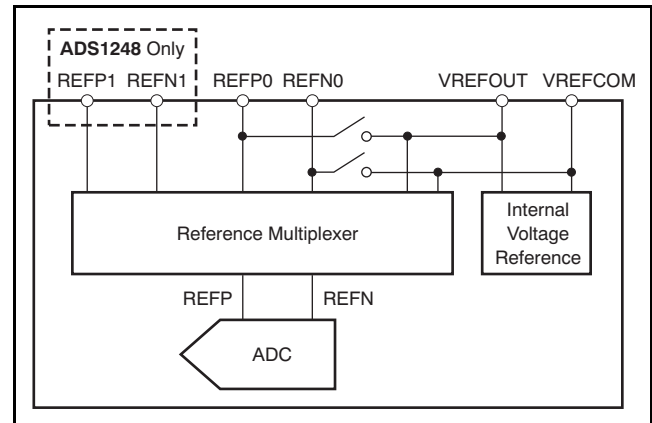 ADS1248 Only
REFP1 REFN1 REFP0 REFN0 VREFOUT VREFCOM
Reference Multiplexer
Internal
Voltage
Reference
REFP REFN
ADC